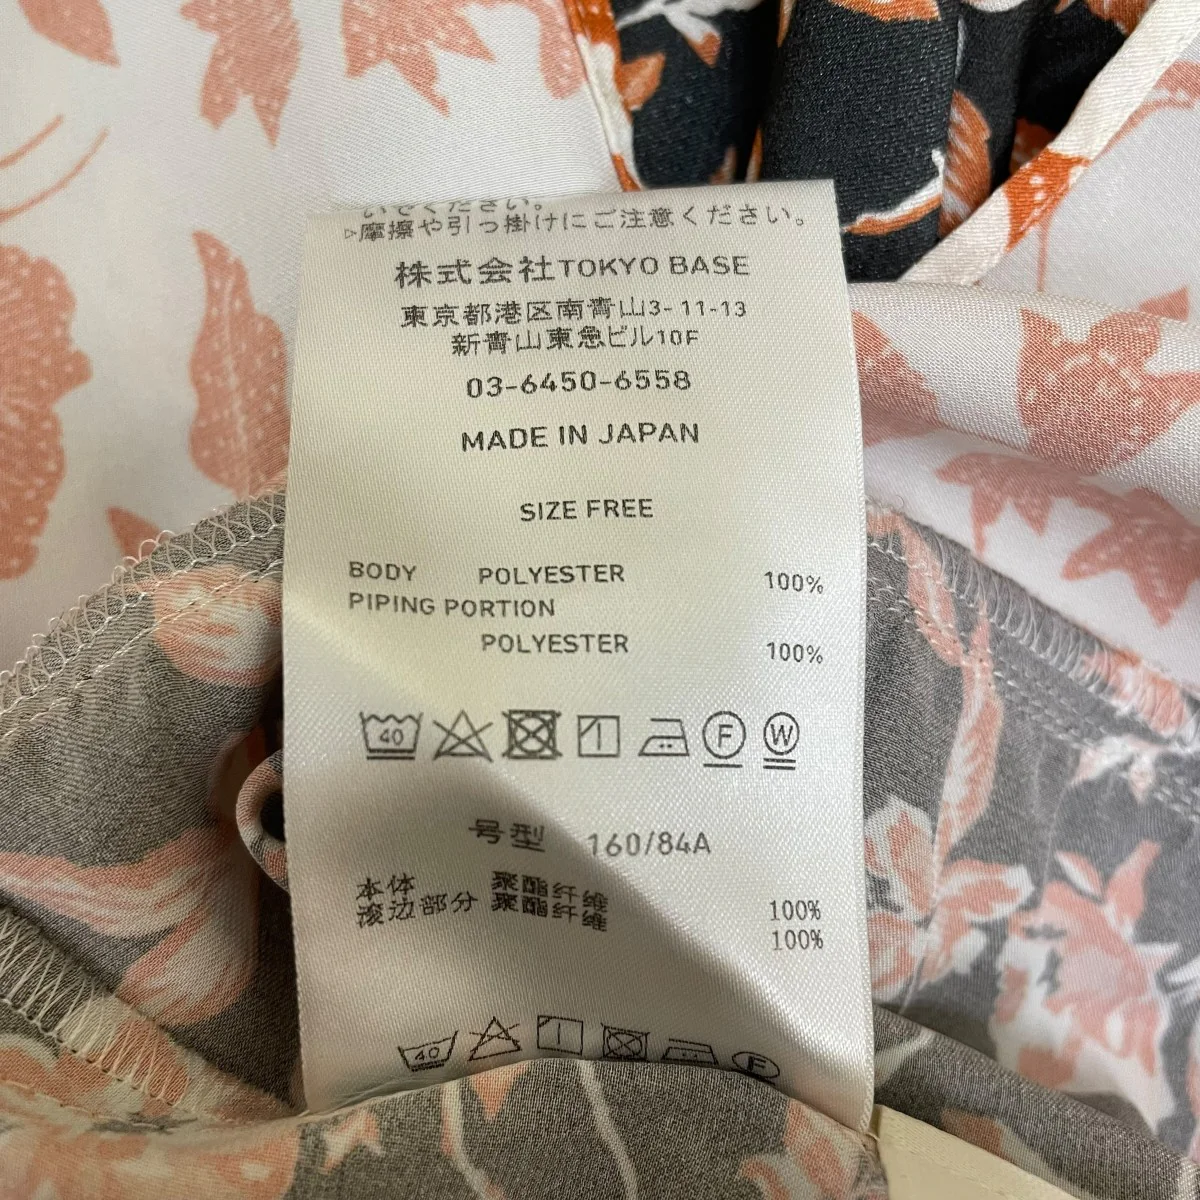 いでください。
▷摩擦や引っ掛けにご注意ください。
株式会社TOKYO BASE
東京都港区南青山3-11-13
新青山東急ビル10F
03-6450-6558
MADE IN JAPAN
SIZE FREE
BODY POLYESTER 100%
PIPING PORTION
POLYESTER 100%
40 F W
号型 160/84A
本体 聚酯纤维 100%
滚边部分 聚酯纤维 100%
40 F